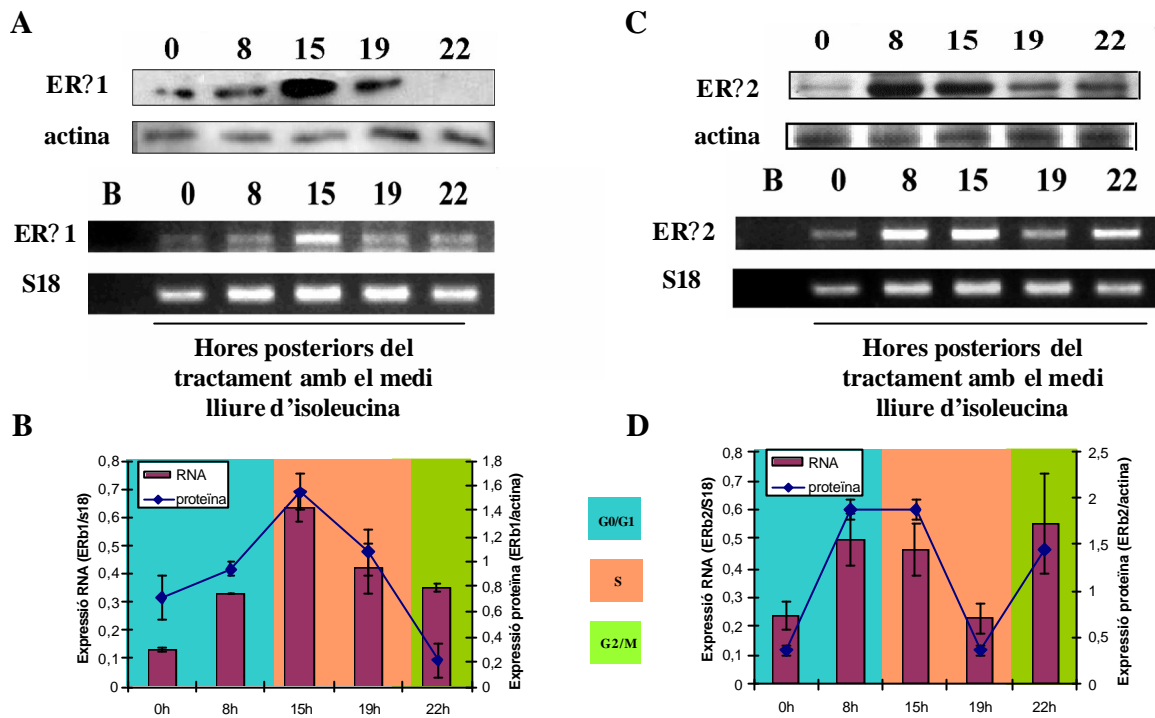 A
0 8 15 19 22
ER?1
actina
B 0 8 15 19 22
ER?1
S18
Hores posteriors del
tractament amb el medi
lliure d'isoleucina
C
0 8 15 19 22
ER?2
actina
B 0 8 15 19 22
ER?2
S18
Hores posteriors del
tractament amb el medi
lliure d'isoleucina
B
Expressió RNA (ERb1/s18)
0,8
0,7
0,6
0,5
0,4
0,3
0,2
0,1
0
RNA
proteïna
1,8
1,6
1,4
1,2
1
0,8
0,6
0,4
0,2
0
Expressió proteïna (ERb1/actina)
0h 8h 15h 19h 22h
G0/G1
S
G2/M
D
Expressió RNA (ERb2/S18)
0,8
0,7
0,6
0,5
0,4
0,3
0,2
0,1
0
RNA
proteïna
2,5
2
1,5
1
0,5
0
Expressió proteïna (ERb2/actina)
0h 8h 15h 19h 22h